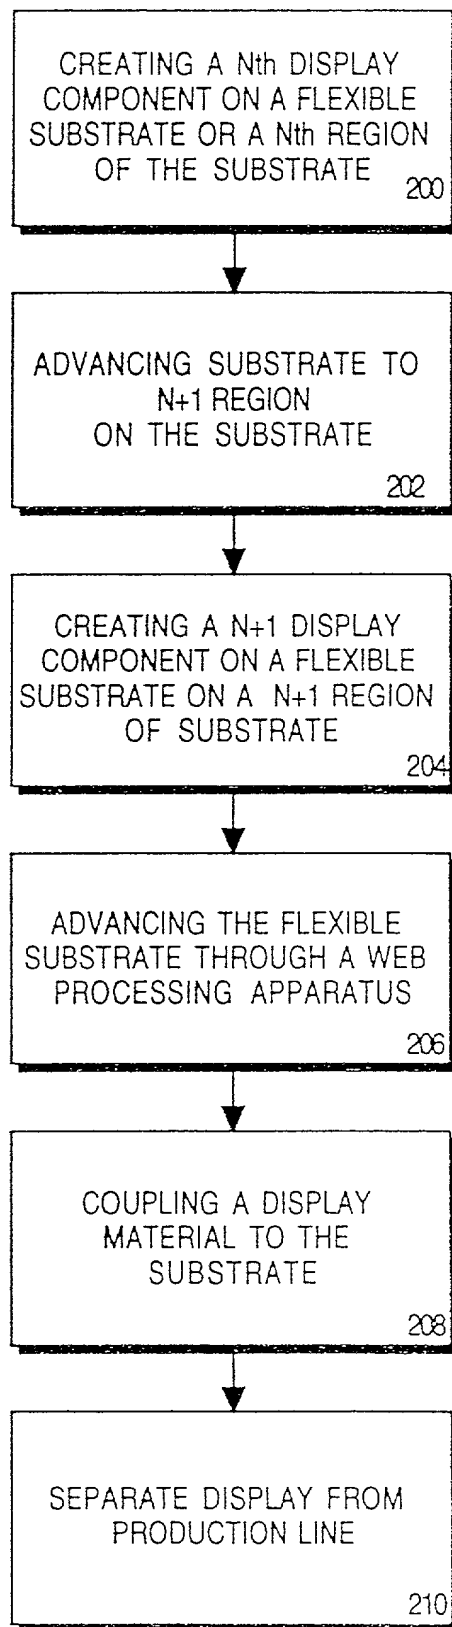 CREATING A Nth DISPLAY
COMPONENT ON A FLEXIBLE
SUBSTRATE OR A Nth REGION
OF THE SUBSTRATE
200
ADVANCING SUBSTRATE TO
N+1 REGION
ON THE SUBSTRATE
202
CREATING A N+1 DISPLAY
COMPONENT ON A FLEXIBLE
SUBSTRATE ON A N+1 REGION
OF SUBSTRATE
204
ADVANCING THE FLEXIBLE
SUBSTRATE THROUGH A WEB
PROCESSING APPARATUS
206
COUPLING A DISPLAY
MATERIAL TO THE
SUBSTRATE
208
SEPARATE DISPLAY FROM
PRODUCTION LINE
210